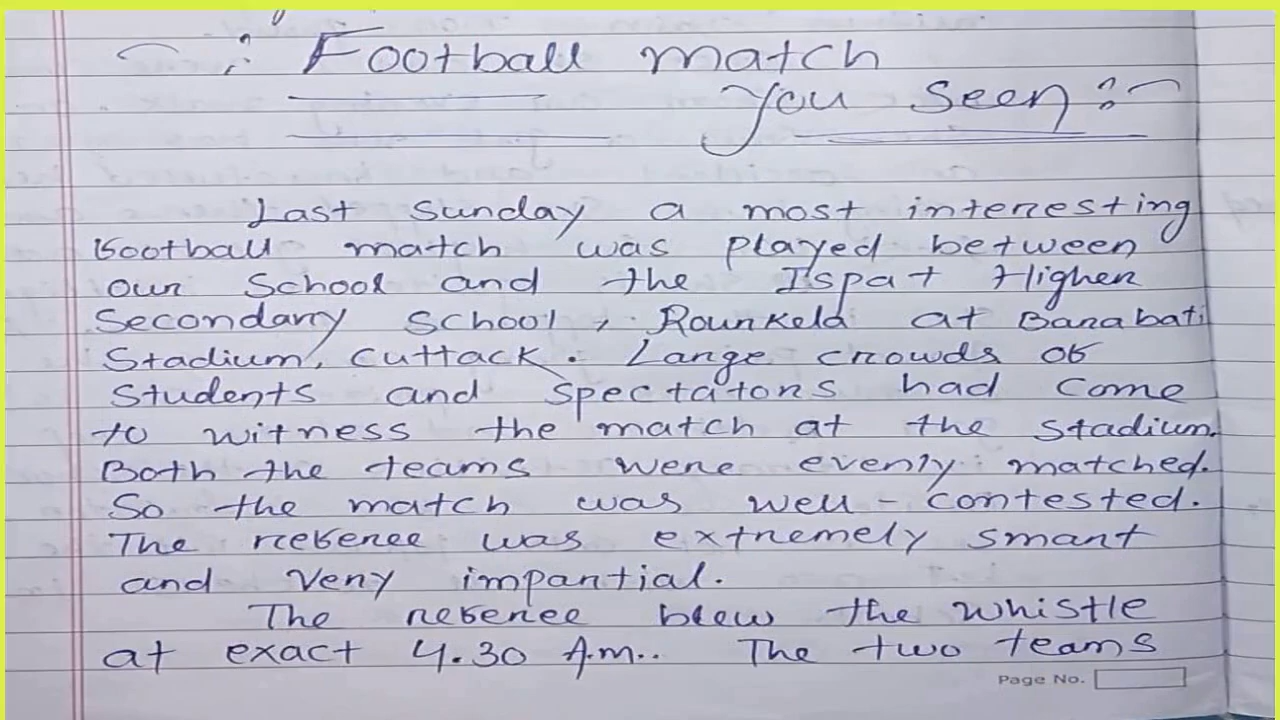 : Football match
you seen :-
Last Sunday a most interesting
football match was played between
our School and the Ispat Higher
Secondary School, Rourkela at Barabati
Stadium, Cuttack. Large crowds of
Students and spectators had come
to witness the match at the stadium.
Both the teams were evenly matched.
So the match was well-contested.
The referee was extremely smart
and very impartial.
The referee blew the whistle
at exact 4.30 A.m.. The two teams
Page No.